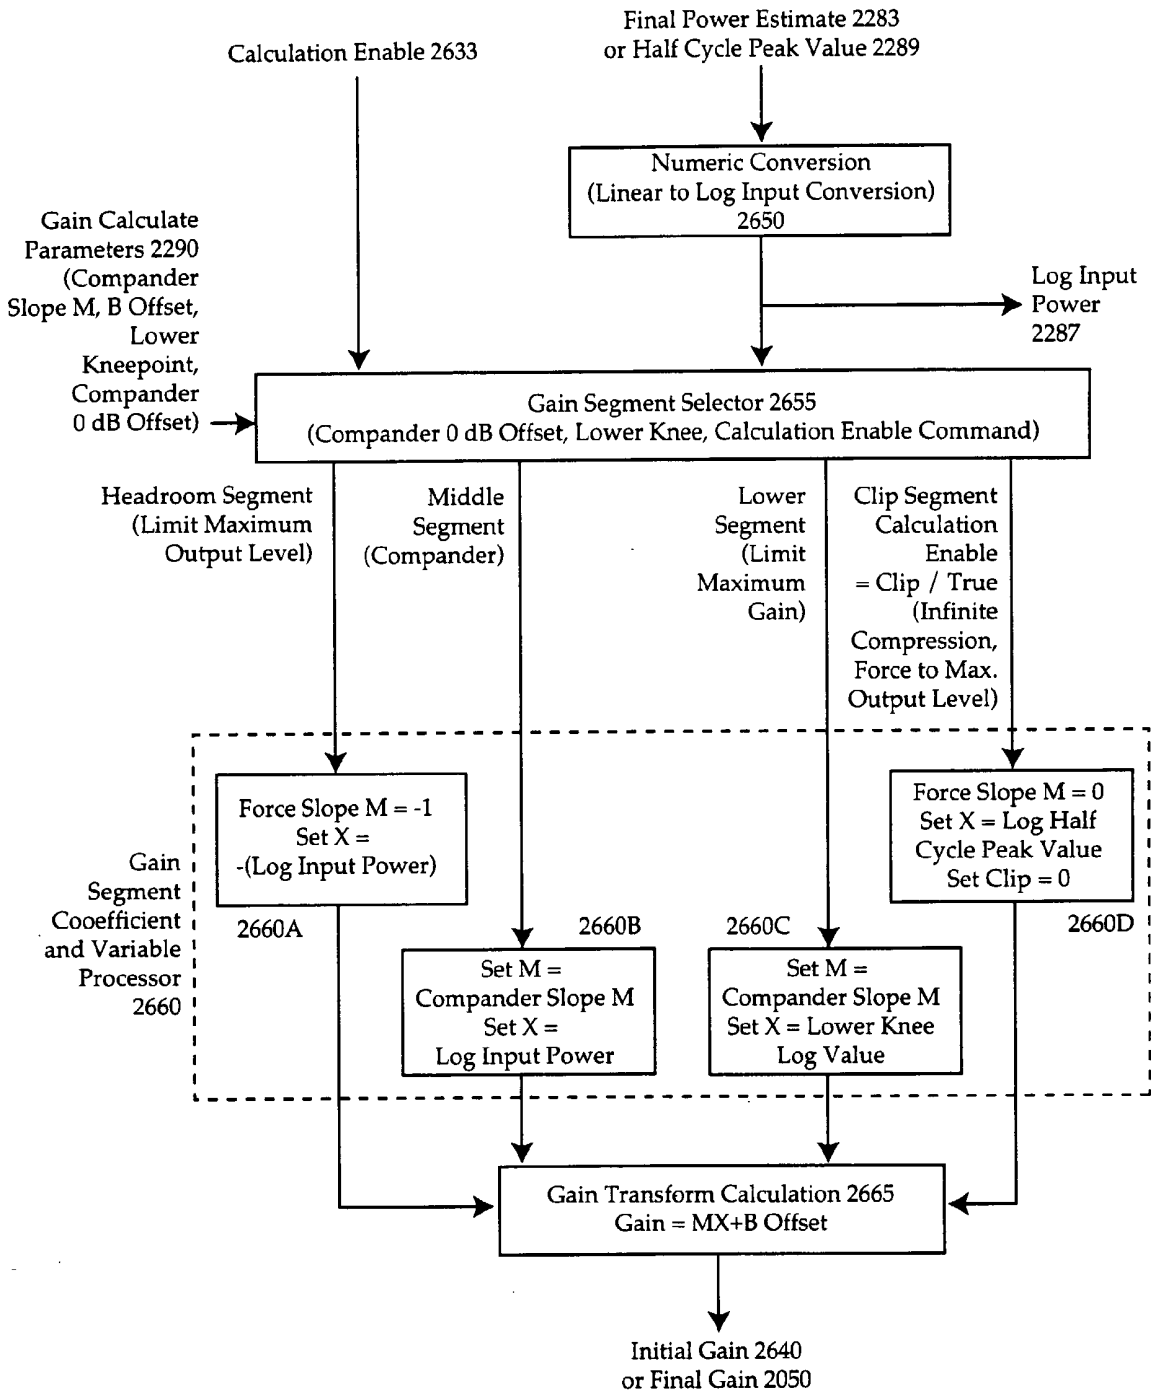 Final Power Estimate 2283
or Half Cycle Peak Value 2289
Calculation Enable 2633
Numeric Conversion
(Linear to Log Input Conversion)
2650
Gain Calculate
Parameters 2290
(Compander
Slope M, B Offset,
Lower
Kneepoint,
Compander
0 dB Offset)
Log Input
Power
2287
Gain Segment Selector 2655
(Compander 0 dB Offset, Lower Knee, Calculation Enable Command)
Headroom Segment
(Limit Maximum
Output Level)
Middle
Segment
(Compander)
Lower
Segment
(Limit
Maximum
Gain)
Clip Segment
Calculation
Enable
= Clip / True
(Infinite
Compression,
Force to Max.
Output Level)
Force Slope M = -1
Set X =
-(Log Input Power)
2660A
Force Slope M = 0
Set X = Log Half
Cycle Peak Value
Set Clip = 0
2660D
Gain
Segment
Cooefficient
and Variable
Processor
2660
2660B
Set M =
Compander Slope M
Set X =
Log Input Power
2660C
Set M =
Compander Slope M
Set X = Lower Knee
Log Value
Gain Transform Calculation 2665
Gain = MX+B Offset
Initial Gain 2640
or Final Gain 2050